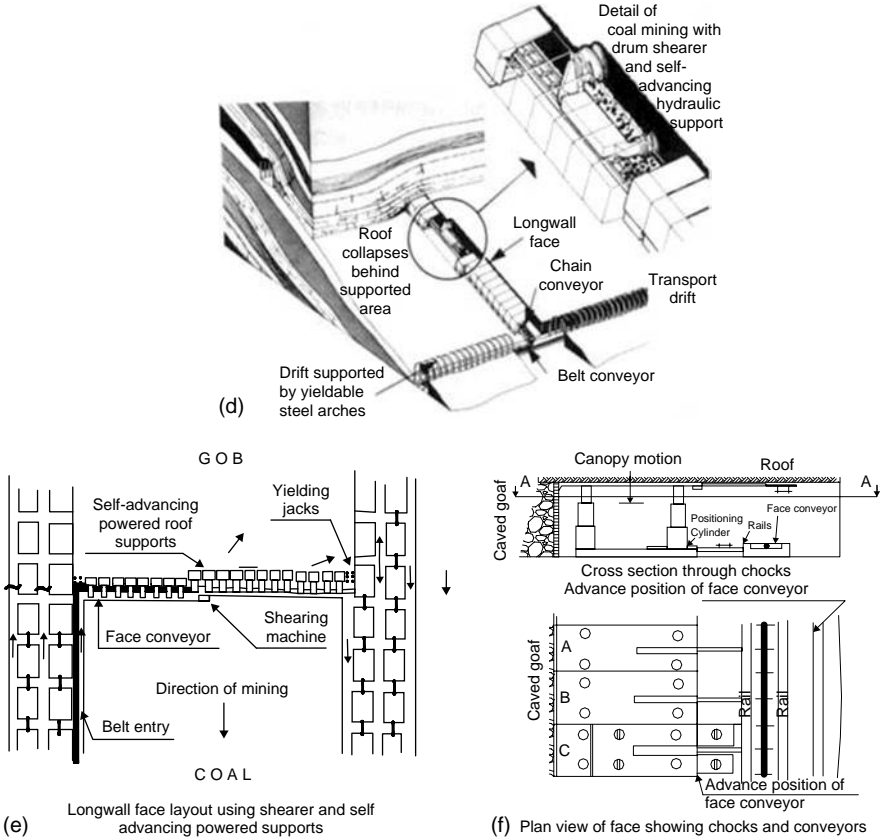 Detail of
coal mining with
drum shearer
and self-
advancing
hydraulic
support
Roof
collapses
behind
supported
area
Longwall
face
Chain
conveyor
Transport
drift
Drift supported
by yieldable
steel arches
Belt conveyor
(d)
GOB
Self-advancing
powered roof
supports
Yielding
jacks
Face conveyor
Shearing
machine
Direction of mining
Belt entry
COAL
(e)
Longwall face layout using shearer and self
advancing powered supports
Canopy motion
Roof
A
A
Caved goaf
Positioning
Cylinder
Rails
Face conveyor
Cross section through chocks
Advance position of face conveyor
Caved goaf
A
B
C
Rail
Rail
Advance position of
face conveyor
(f) Plan view of face showing chocks and conveyors